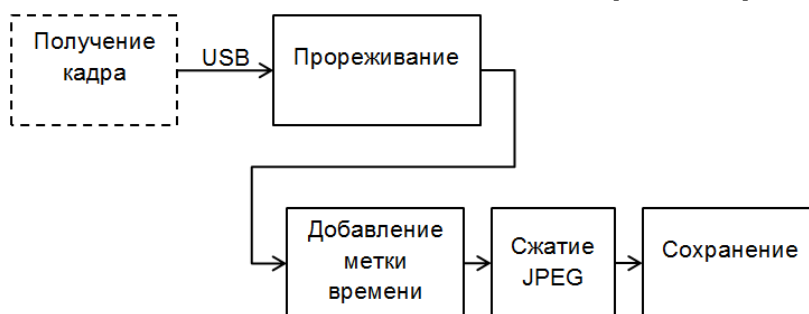 Получение
кадра
USB
Прореживание
Добавление
метки
времени
Сжатие
JPEG
Сохранение